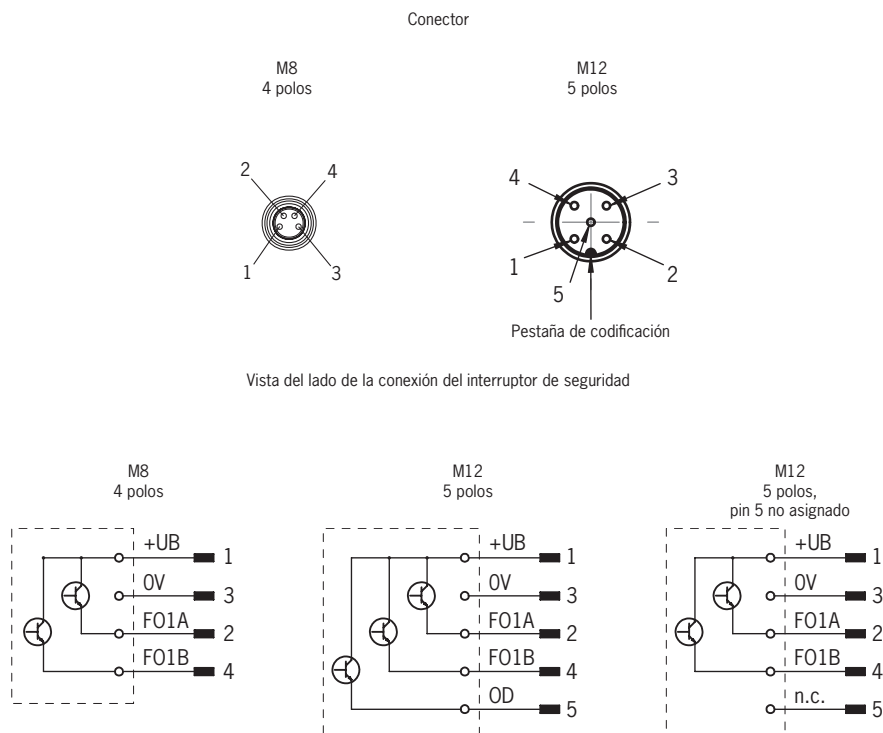 Conector
M8
4 polos
M12
5 polos
2
4
1
3
4
3
1
2
5
Pestaña de codificación
Vista del lado de la conexión del interruptor de seguridad
M8
4 polos
+UB
1
0V
3
FO1A
2
FO1B
4
M12
5 polos
+UB
1
0V
3
FO1A
2
FO1B
4
OD
5
M12
5 polos,
pin 5 no asignado
+UB
1
0V
3
FO1A
2
FO1B
4
n.c.
5